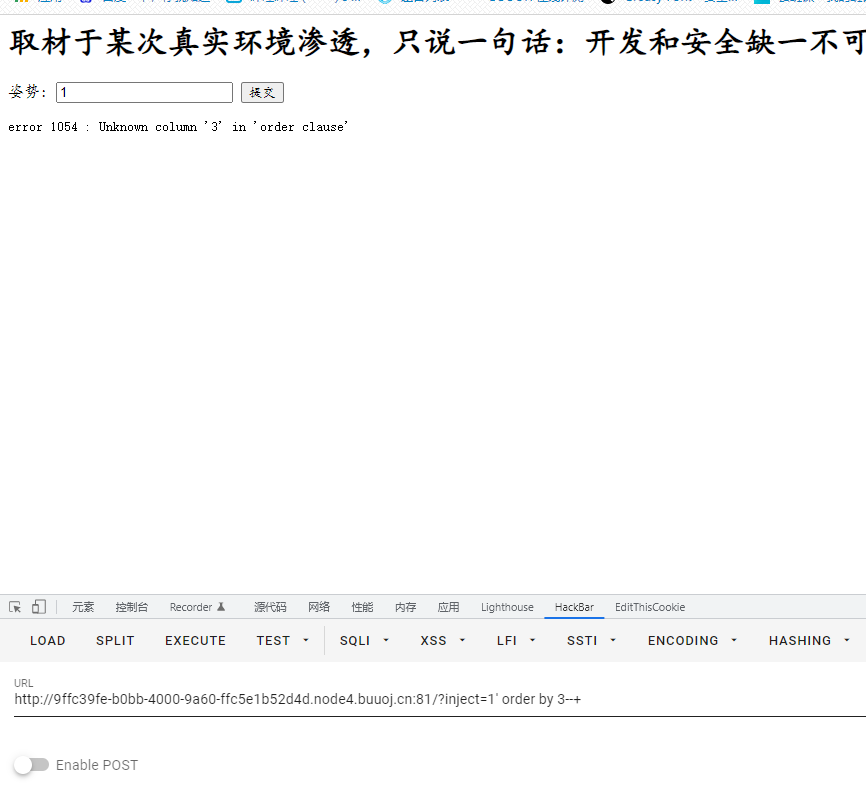 取材于某次真实环境渗透，只说一句话：开发和安全缺一不可
姿势: 1 提交
error 1054 : Unknown column '3' in 'order clause'
元素 控制台 Recorder 源代码 网络 性能 内存 应用 Lighthouse HackBar EditThisCookie
LOAD SPLIT EXECUTE TEST SQLI XSS LFI SSTI ENCODING HASHING
URL
http://9ffc39fe-b0bb-4000-9a60-ffc5e1b52d4d.node4.buuoj.cn:81/?inject=1' order by 3--+
Enable POST